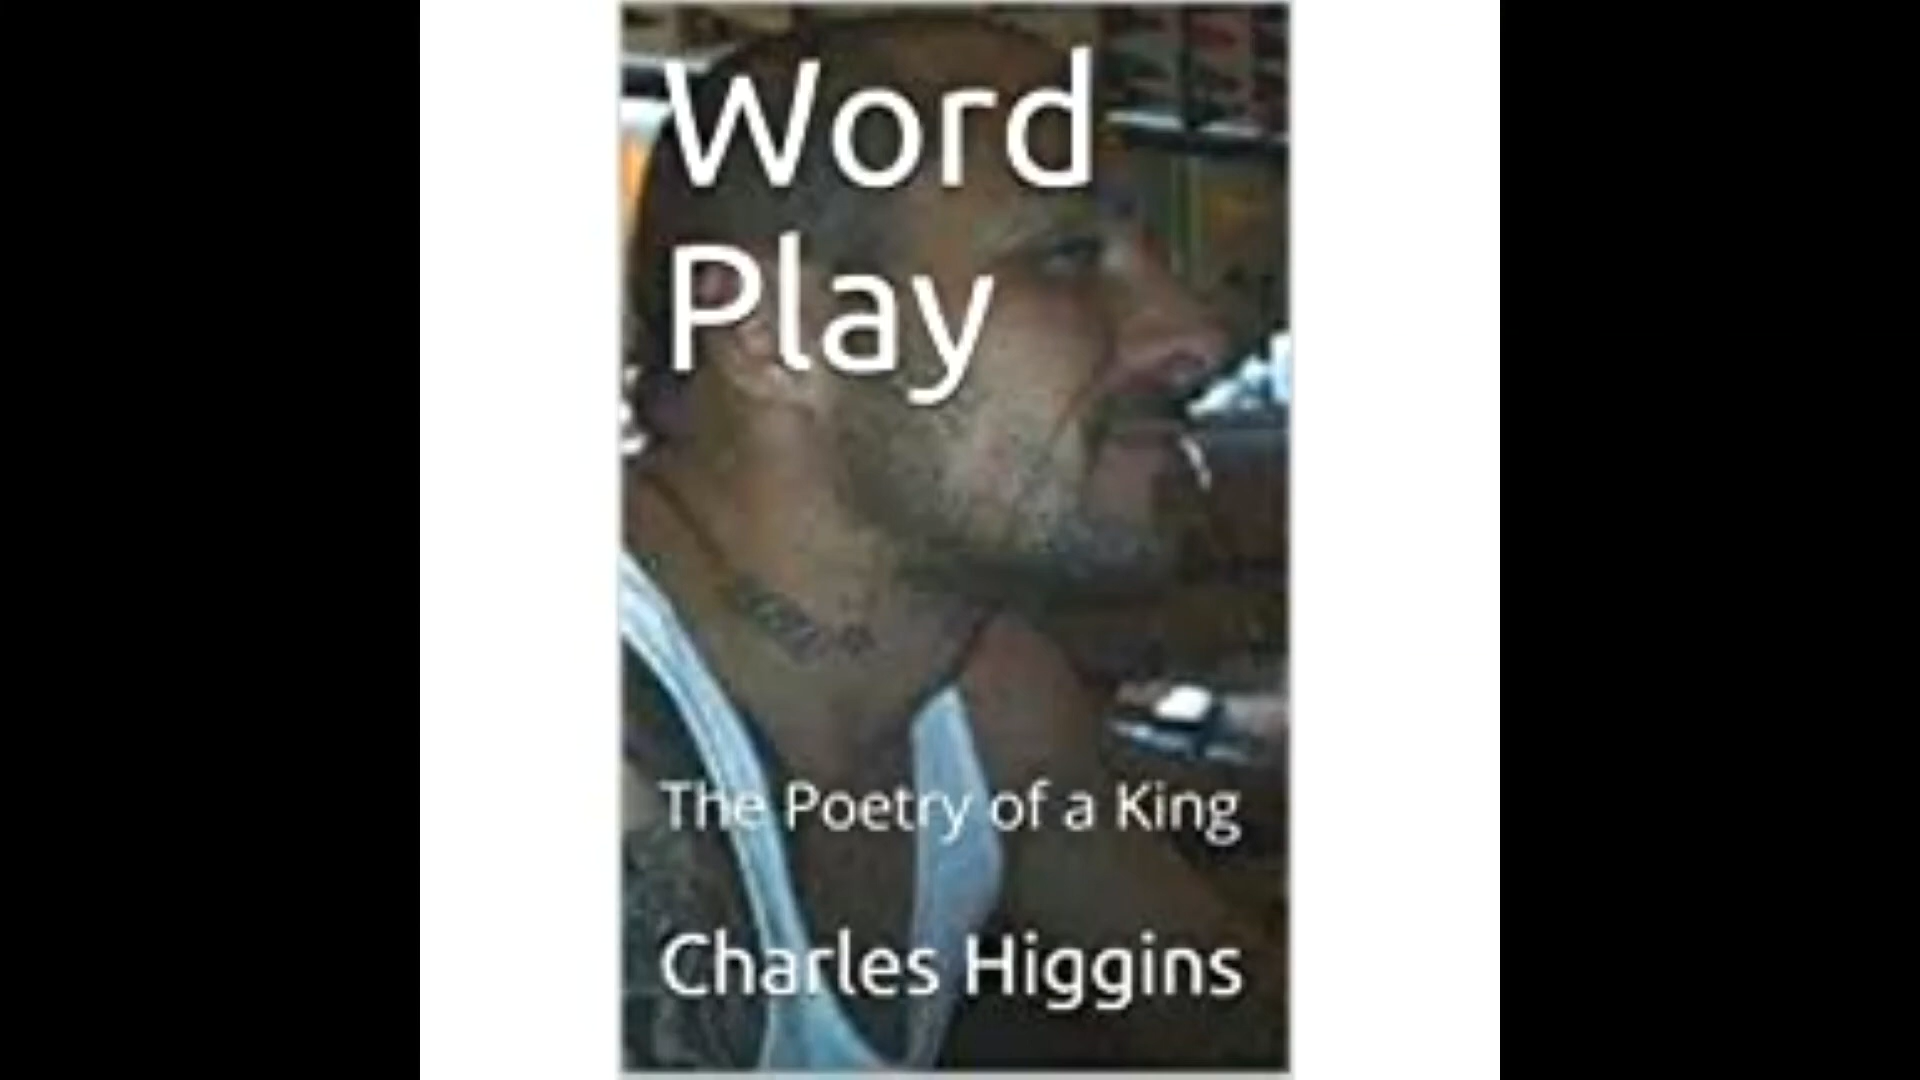 Word
Play
The Poetry of a King
Charles Higgins